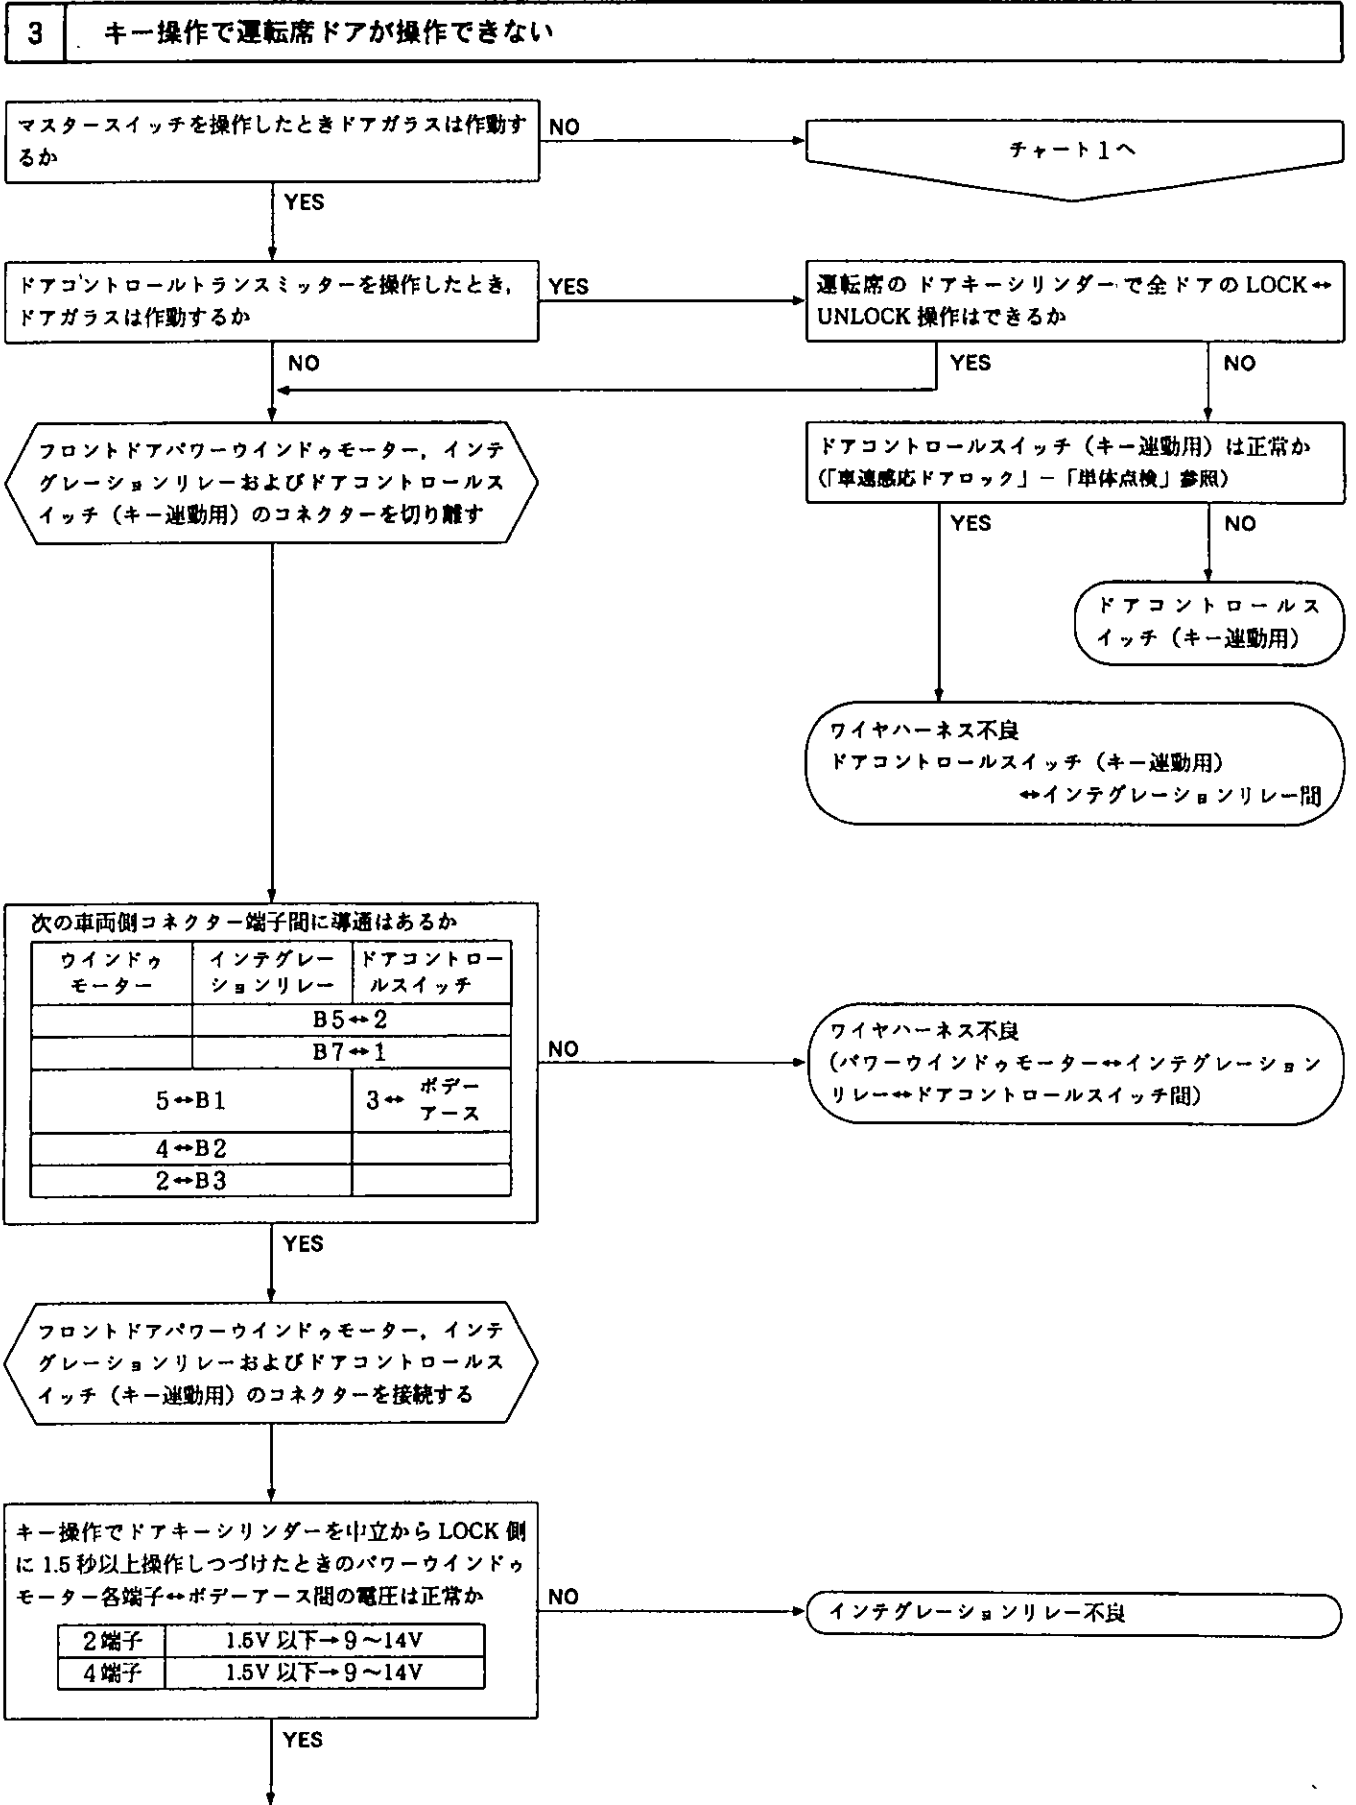 3 キー操作で運転席ドアが操作できない
マスタースイッチを操作したときドアガラスは作動す
るか
NO
チャート1へ
YES
ドアコントロールトランスミッターを操作したとき，
ドアガラスは作動するか
YES
運転席のドアキーシリンダーで全ドアのLOCK↔
UNLOCK操作はできるか
NO
YES
NO
フロントドアパワーウインドゥモーター，インテ
グレーションリレーおよびドアコントロールス
イッチ（キー連動用）のコネクターを切り離す
ドアコントロールスイッチ（キー連動用）は正常か
（「車速感応ドアロック」－「単体点検」参照）
YES
NO
ドアコントロールス
イッチ（キー連動用）
ワイヤハーネス不良
ドアコントロールスイッチ（キー連動用）
↔インテグレーションリレー間
次の車両側コネクター端子間に導通はあるか
ウインドゥ
モーター
インテグレー
ションリレー
ドアコントロー
ルスイッチ
B5↔2
B7↔1
5↔B1
3↔ ボデー
アース
4↔B2
2↔B3
NO
ワイヤハーネス不良
（パワーウインドゥモーター↔インテグレーション
リレー↔ドアコントロールスイッチ間）
YES
フロントドアパワーウインドゥモーター，インテ
グレーションリレーおよびドアコントロールス
イッチ（キー連動用）のコネクターを接続する
キー操作でドアキーシリンダーを中立からLOCK側
に1.5秒以上操作しつづけたときのパワーウインドゥ
モーター各端子↔ボデーアース間の電圧は正常か
2端子 1.5V以下→9～14V
4端子 1.5V以下→9～14V
NO
インテグレーションリレー不良
YES